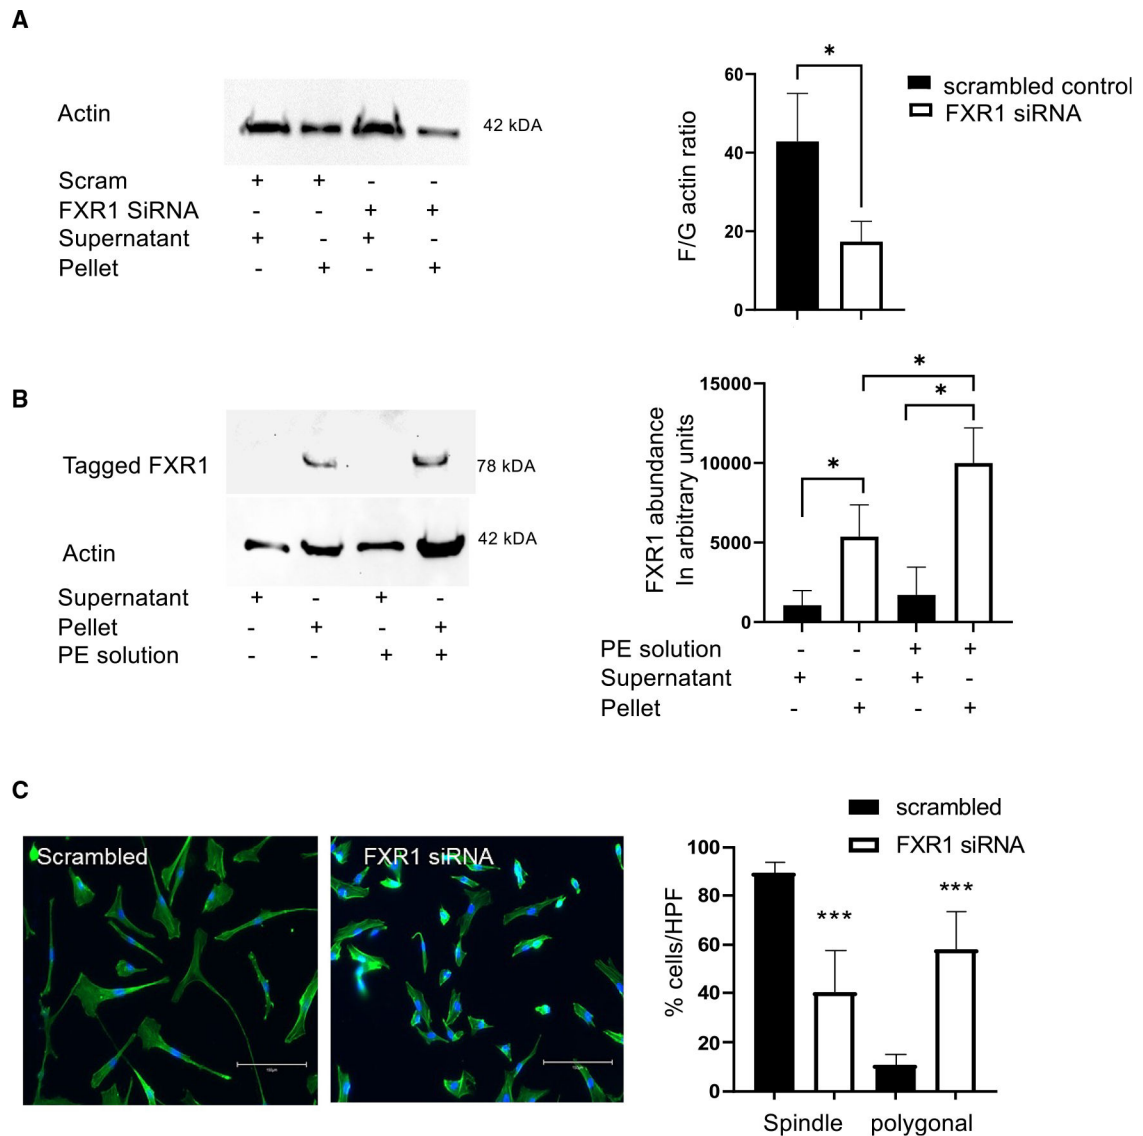 A
Actin
42 kDA
Scram + + - -
FXR1 SiRNA - - + +
Supernatant + - + -
Pellet - + - +
*
60
40
20
0
F/G actin ratio
scrambled control
FXR1 siRNA
B
Tagged FXR1
78 kDA
Actin
42 kDA
Supernatant + - + -
Pellet - + - +
PE solution - - + +
*
*
*
15000
10000
5000
0
FXR1 abundance
In arbitrary units
PE solution - - + +
Supernatant + - + -
Pellet - + - +
C
Scrambled
FXR1 siRNA
scrambled
FXR1 siRNA
100
80
60
40
20
0
% cells/HPF
***
***
Spindle
polygonal